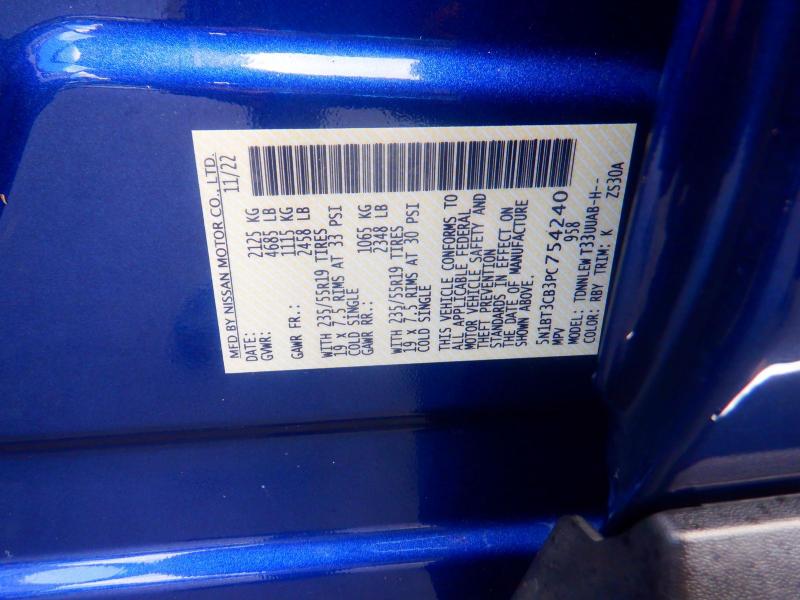 MFD BY NISSAN MOTOR CO., LTD.
DATE: 11/22
GVWR: 2125 KG
4685 LB
GAWR FR.: 1115 KG
2458 LB
WITH 235/55R19 TIRES
19 X 7.5 RIMS AT 33 PSI
COLD SINGLE
GAWR RR.: 1065 KG
2348 LB
WITH 235/55R19 TIRES
19 X 7.5 RIMS AT 30 PSI
COLD SINGLE
THIS VEHICLE CONFORMS TO
ALL APPLICABLE FEDERAL
MOTOR VEHICLE SAFETY AND
THEFT PREVENTION
STANDARDS IN EFFECT ON
THE DATE OF MANUFACTURE
SHOWN ABOVE.
5N1BT3CB3PC754240
MPV 958
MODEL: TDNNLEW T33UUAB-H--
COLOR: RBY TRIM: K ZS30A